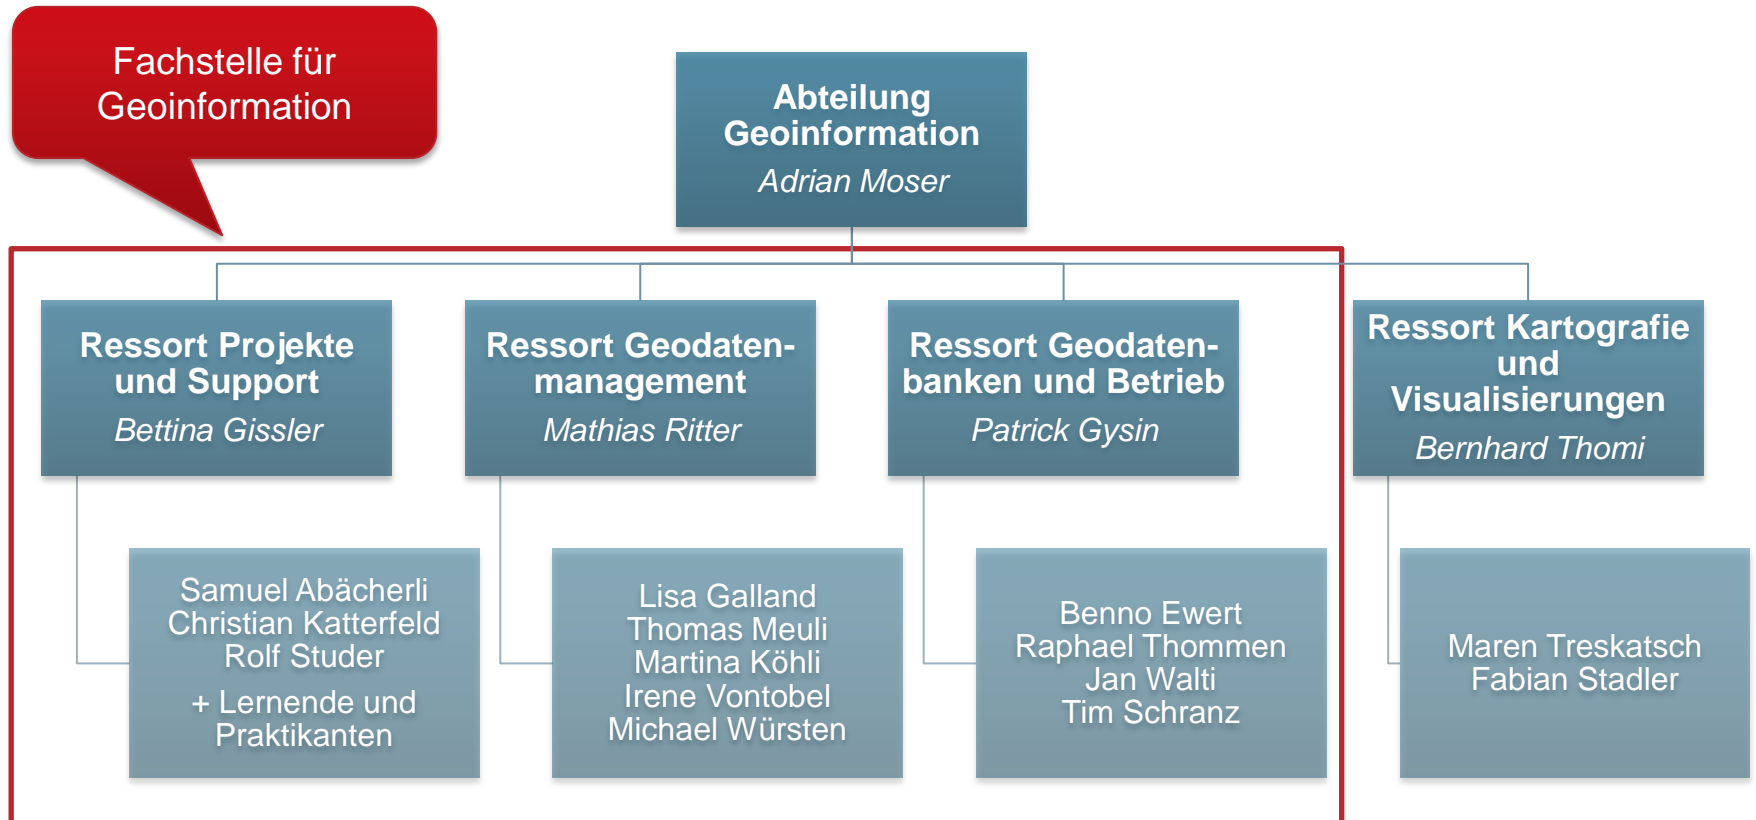 Fachstelle für
Geoinformation
Abteilung
Geoinformation
Adrian Moser
Ressort Projekte
und Support
Bettina Gissler
Ressort Geodaten-
management
Mathias Ritter
Ressort Geodaten-
banken und Betrieb
Patrick Gysin
Ressort Kartografie
und
Visualisierungen
Bernhard Thomi
Samuel Abächerli
Christian Katterfeld
Rolf Studer
+ Lernende und
Praktikanten
Lisa Galland
Thomas Meuli
Martina Köhli
Irene Vontobel
Michael Würsten
Benno Ewert
Raphael Thommen
Jan Walti
Tim Schranz
Maren Treskatsch
Fabian Stadler